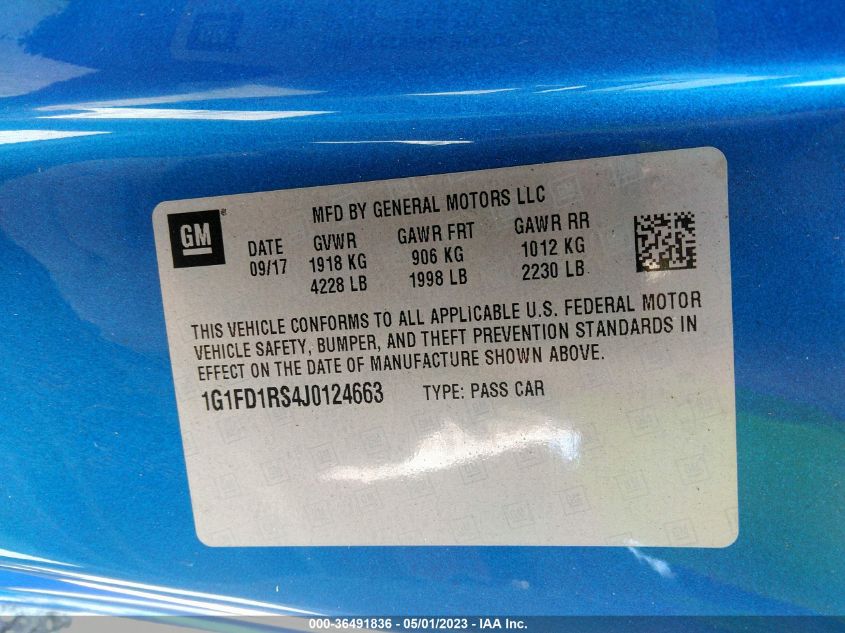 GM
MFD BY GENERAL MOTORS LLC
DATE GVWR GAWR FRT GAWR RR
09/17 1918 KG 906 KG 1012 KG
4228 LB 1998 LB 2230 LB
THIS VEHICLE CONFORMS TO ALL APPLICABLE U.S. FEDERAL MOTOR
VEHICLE SAFETY, BUMPER, AND THEFT PREVENTION STANDARDS IN
EFFECT ON THE DATE OF MANUFACTURE SHOWN ABOVE.
1G1FD1RS4J0124663 TYPE: PASS CAR
000-36491836 - 05/01/2023 - IAA Inc.